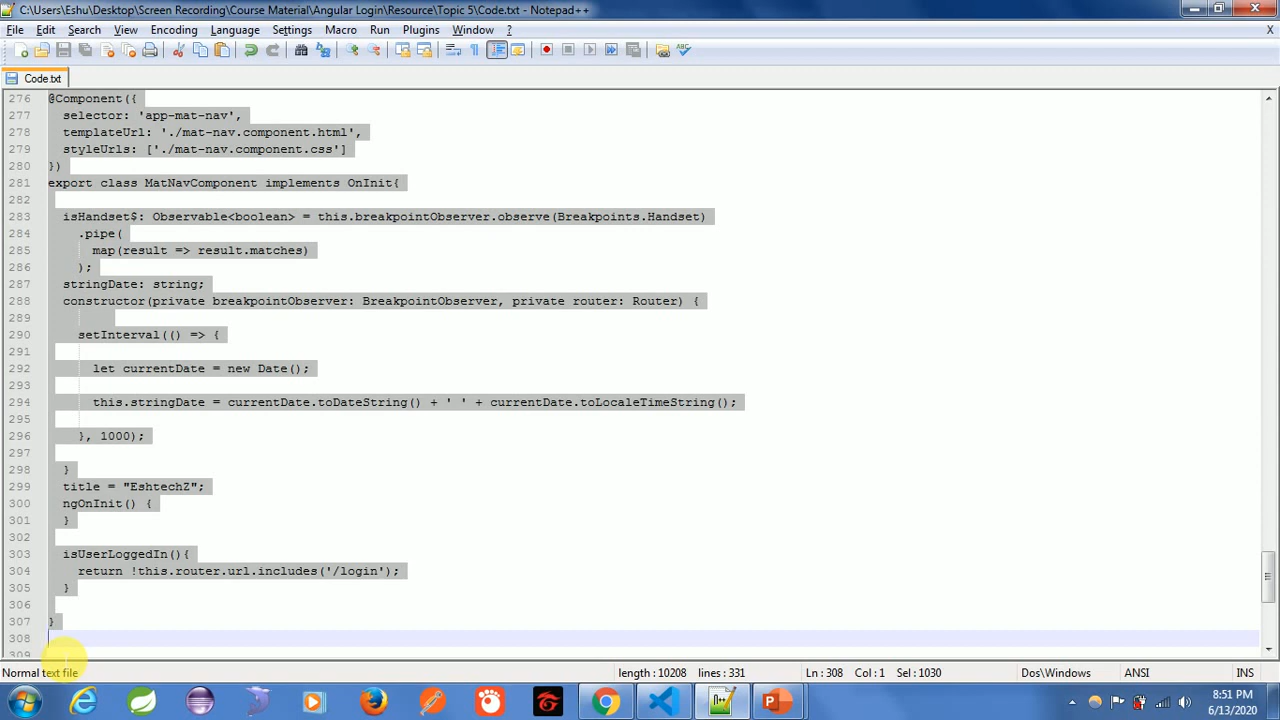 C:\Users\Eshu\Desktop\Screen Recording\Course Material\Angular Login\Resource\Topic 5\Code.txt - Notepad++
File Edit Search View Encoding Language Settings Macro Run Plugins Window ? X
Code.txt
276 @Component({
277 selector: 'app-mat-nav',
278 templateUrl: './mat-nav.component.html',
279 styleUrls: ['./mat-nav.component.css']
280 })
281 export class MatNavComponent implements OnInit{
282
283 isHandset$: Observable<boolean> = this.breakpointObserver.observe(Breakpoints.Handset)
284 .pipe(
285 map(result => result.matches)
286 );
287 stringDate: string;
288 constructor(private breakpointObserver: BreakpointObserver, private router: Router) {
289
290 setInterval(() => {
291
292 let currentDate = new Date();
293
294 this.stringDate = currentDate.toDateString() + ' ' + currentDate.toLocaleTimeString();
295
296 }, 1000);
297
298 }
299 title = "EshtechZ";
300 ngOnInit() {
301 }
302
303 isUserLoggedIn(){
304 return !this.router.url.includes('/login');
305 }
306
307 }
308
309
Normal text file length : 10208 lines : 331 Ln : 308 Col : 1 Sel : 1030 Dos\Windows ANSI INS
8:51 PM
6/13/2020